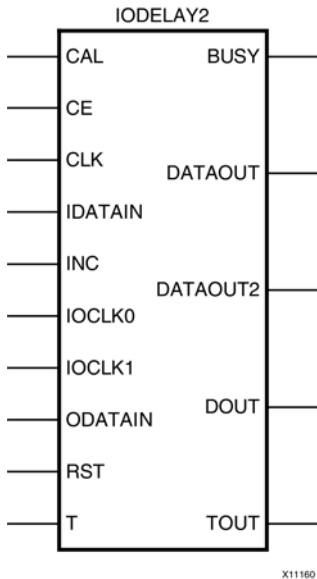 IODELAY2
CAL
BUSY
CE
CLK
DATAOUT
IDATAIN
INC
DATAOUT2
IOCLK0
IOCLK1
ODATAIN
DOUT
RST
T
TOUT
X11160